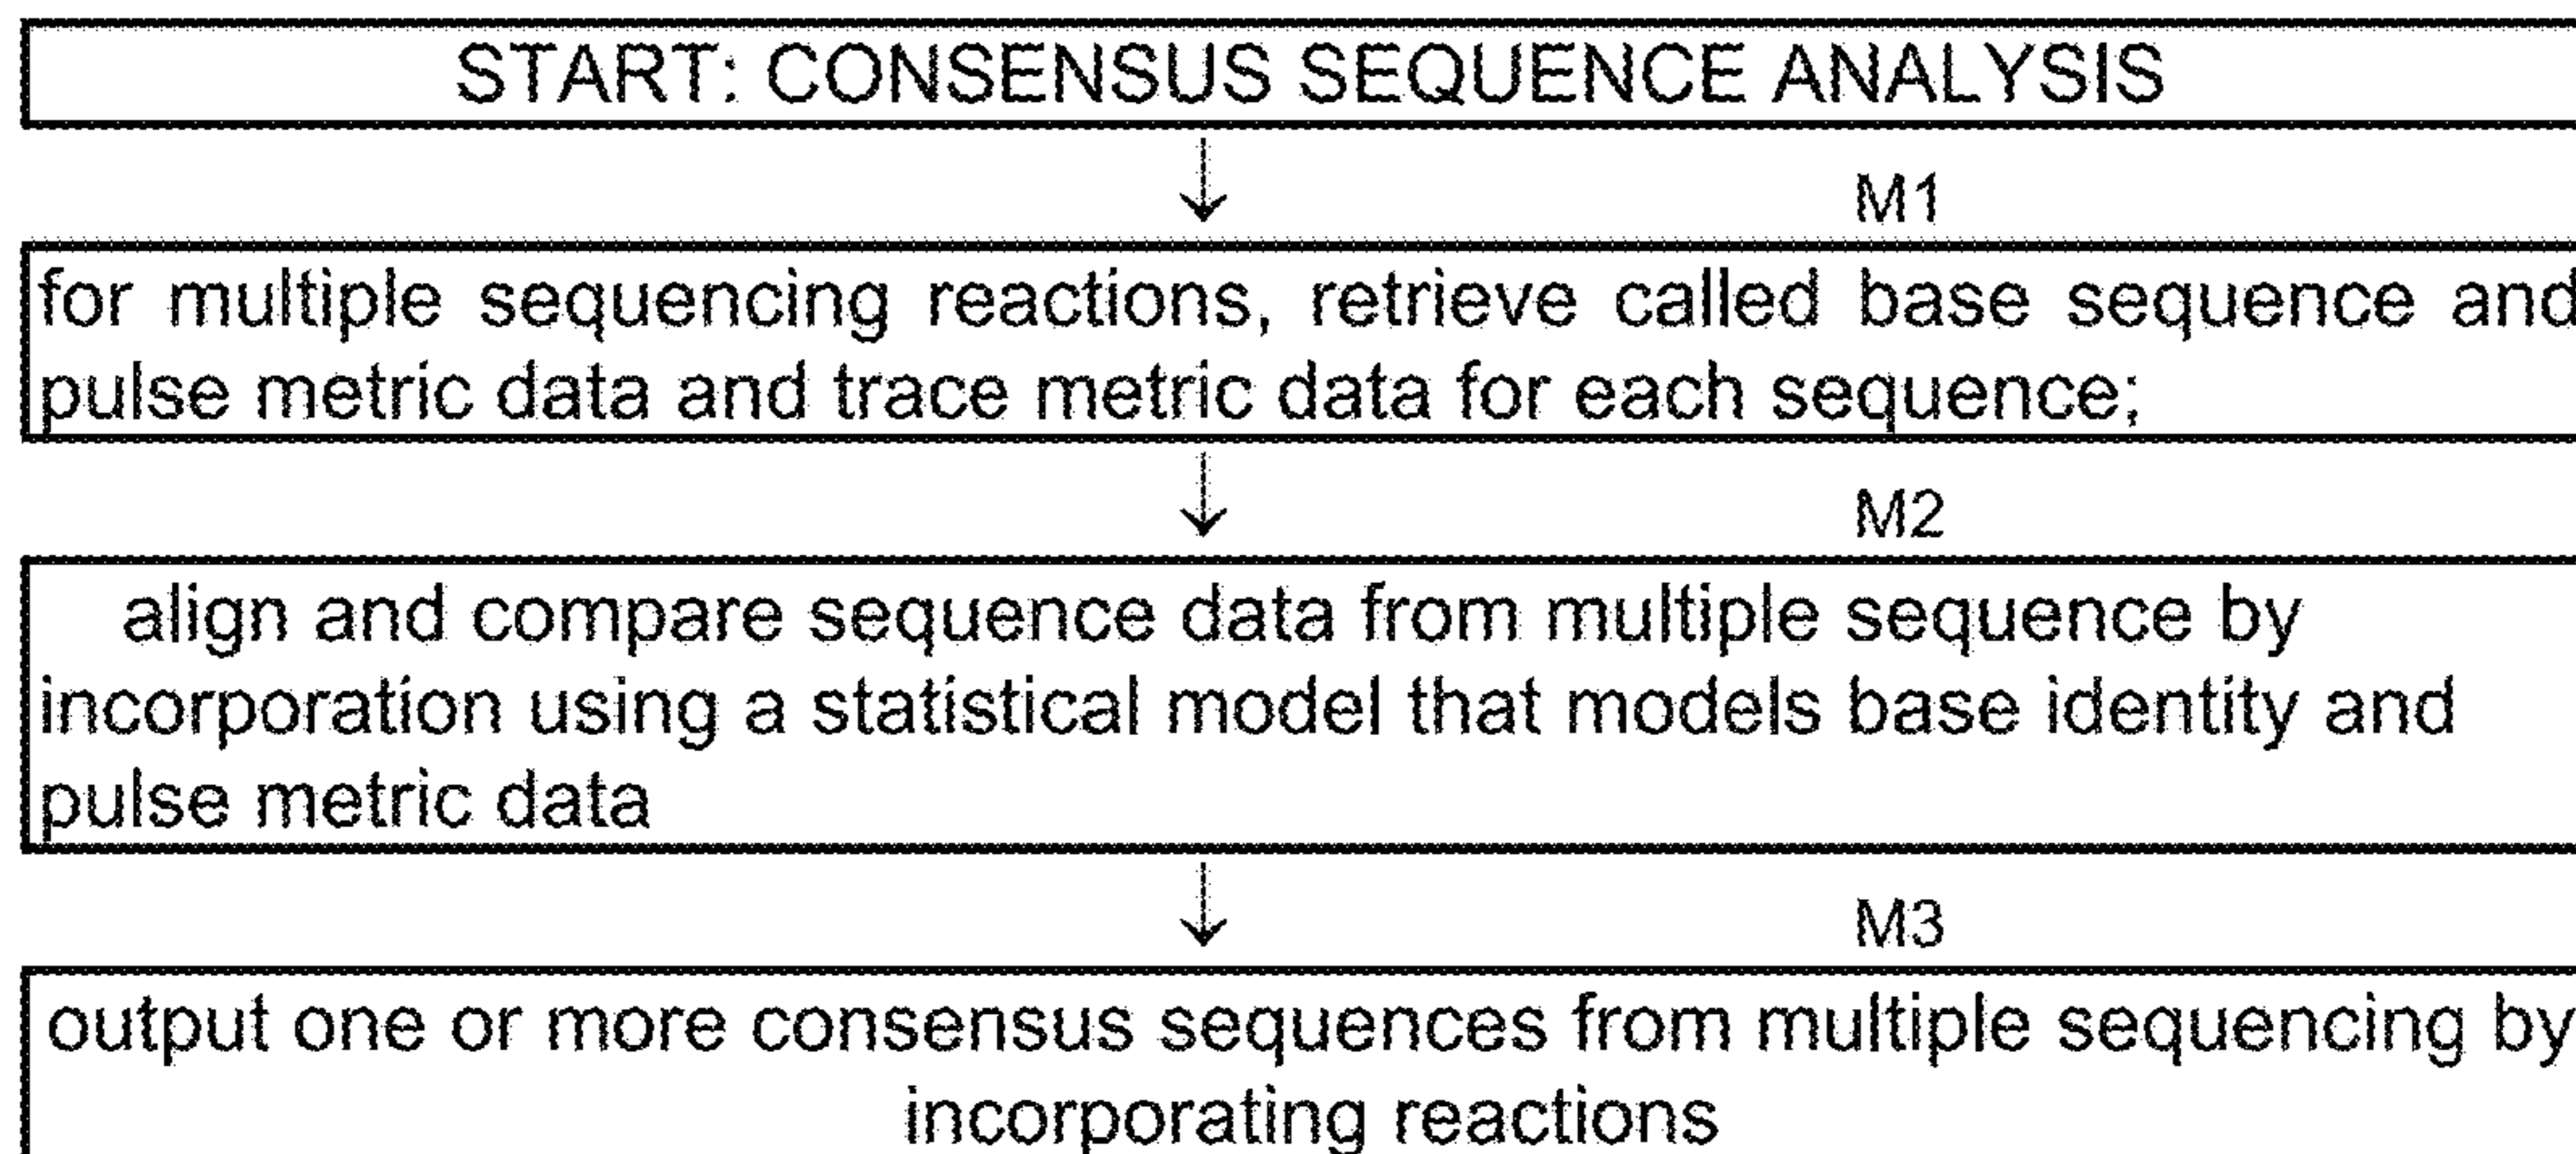 START: CONSENSUS SEQUENCE ANALYSIS
M1
for multiple sequencing reactions, retrieve called base sequence and
pulse metric data and trace metric data for each sequence;
M2
align and compare sequence data from multiple sequence by
incorporation using a statistical model that models base identity and
pulse metric data
M3
output one or more consensus sequences from multiple sequencing by
incorporating reactions